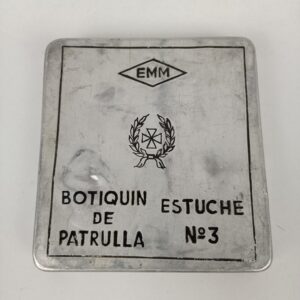 EMM
BOTIQUIN
DE
PATRULLA
ESTUCHE
Nº3